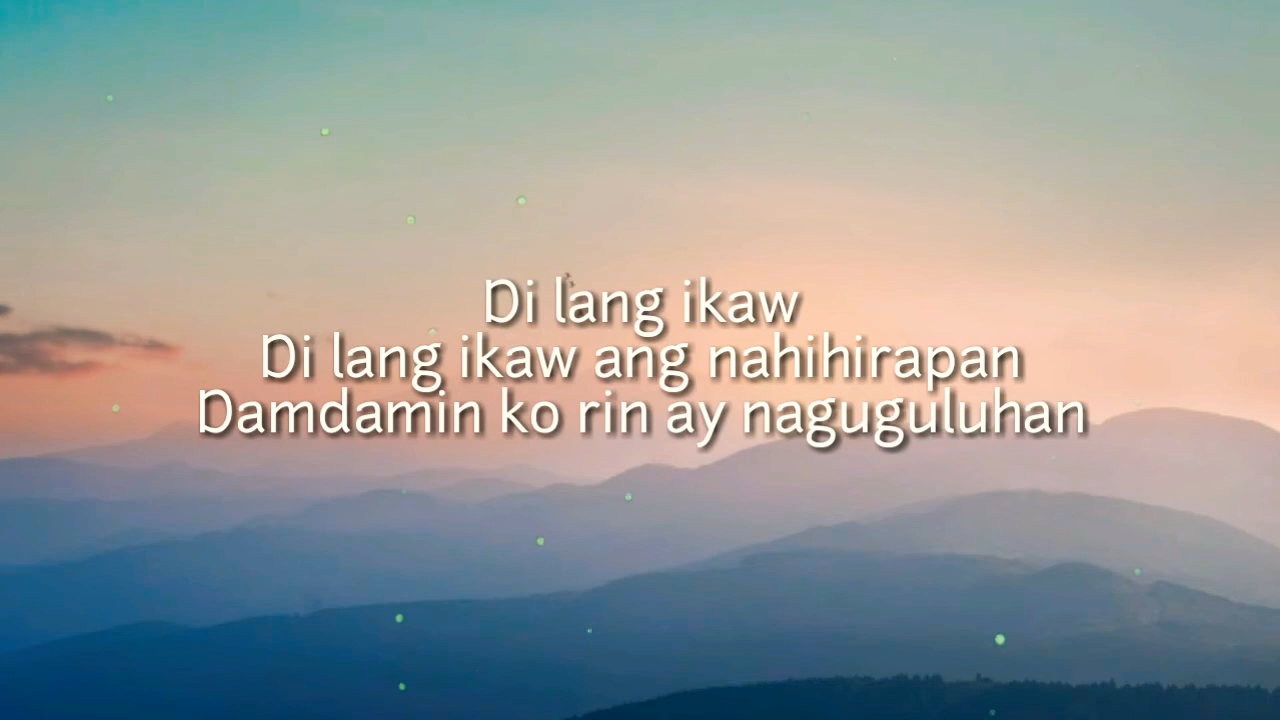 Di lang ikaw
Di lang ikaw ang nahihirapan
Damdamin ko rin ay naguguluhan